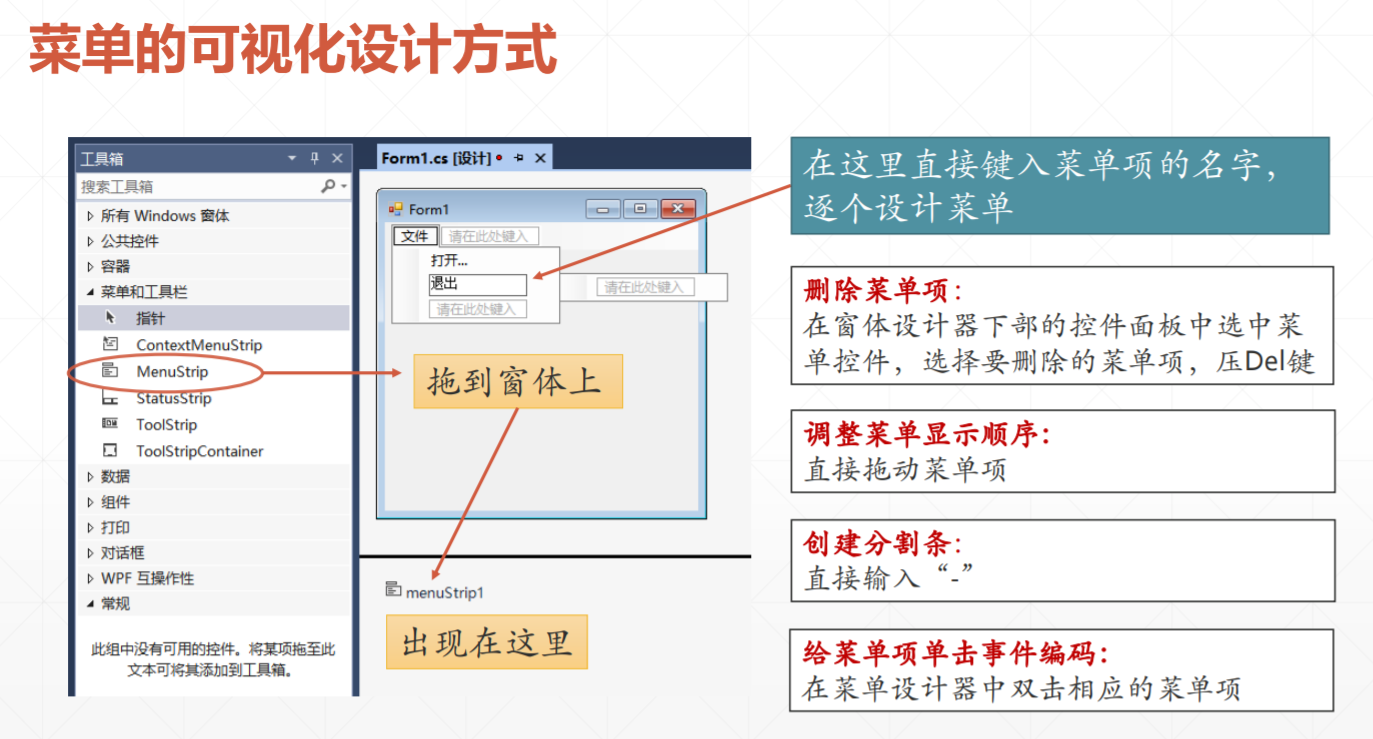 菜单的可视化设计方式
工具箱
搜索工具箱
所有 Windows 窗体
公共控件
容器
菜单和工具栏
指针
ContextMenuStrip
MenuStrip
StatusStrip
ToolStrip
ToolStripContainer
数据
组件
打印
对话框
WPF 互操作性
常规
此组中没有可用的控件。将某项拖至此
文本可将其添加到工具箱。
Form1.cs [设计]
Form1
文件 请在此处键入
打开...
退出 请在此处键入
请在此处键入
拖到窗体上
menuStrip1
出现在这里
在这里直接键入菜单项的名字，
逐个设计菜单
删除菜单项：
在窗体设计器下部的控件面板中选中菜
单控件，选择要删除的菜单项，压Del键
调整菜单显示顺序：
直接拖动菜单项
创建分割条：
直接输入“-”
给菜单项单击事件编码：
在菜单设计器中双击相应的菜单项